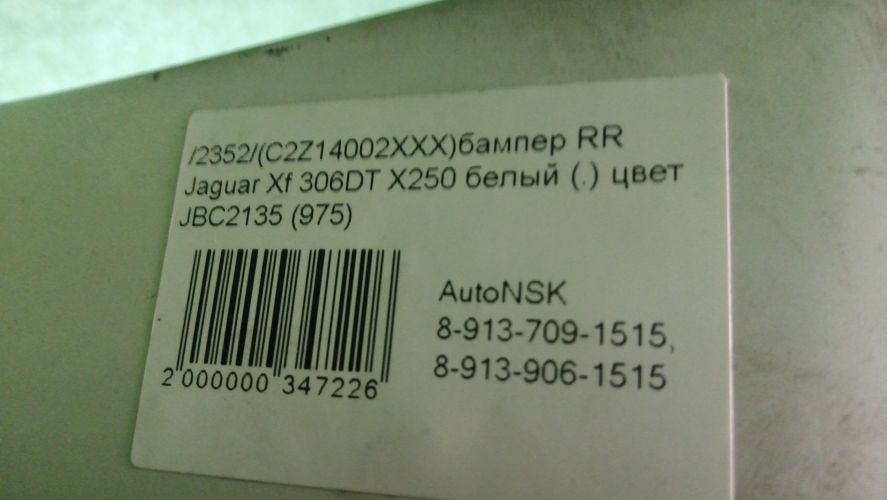 /2352/(C2Z14002XXX)бампер RR
Jaguar Xf 306DT X250 белый (.) цвет
JBC2135 (975)
AutoNSK
8-913-709-1515,
8-913-906-1515
2 000000 347226